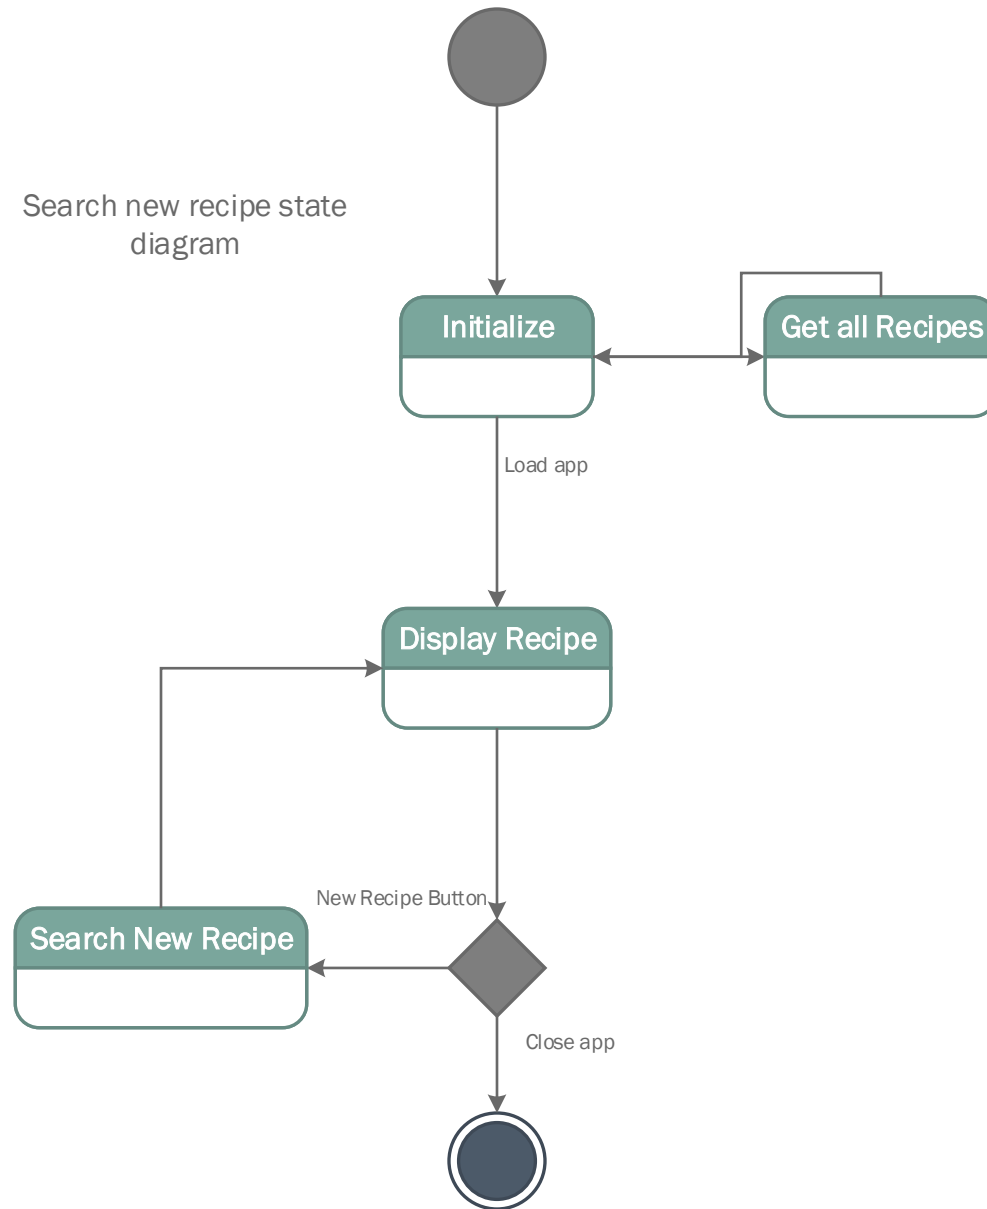 Search new recipe state
diagram
Initialize
Get all Recipes
Load app
Display Recipe
New Recipe Button
Search New Recipe
Close app